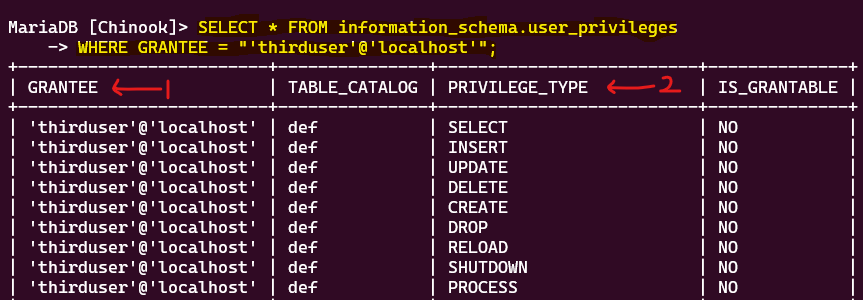 MariaDB [Chinook]> SELECT * FROM information_schema.user_privileges
-> WHERE GRANTEE = "'thirduser'@'localhost'";
| GRANTEE 1 | TABLE_CATALOG | PRIVILEGE_TYPE 2 | IS_GRANTABLE |
| 'thirduser'@'localhost' | def | SELECT | NO |
| 'thirduser'@'localhost' | def | INSERT | NO |
| 'thirduser'@'localhost' | def | UPDATE | NO |
| 'thirduser'@'localhost' | def | DELETE | NO |
| 'thirduser'@'localhost' | def | CREATE | NO |
| 'thirduser'@'localhost' | def | DROP | NO |
| 'thirduser'@'localhost' | def | RELOAD | NO |
| 'thirduser'@'localhost' | def | SHUTDOWN | NO |
| 'thirduser'@'localhost' | def | PROCESS | NO |